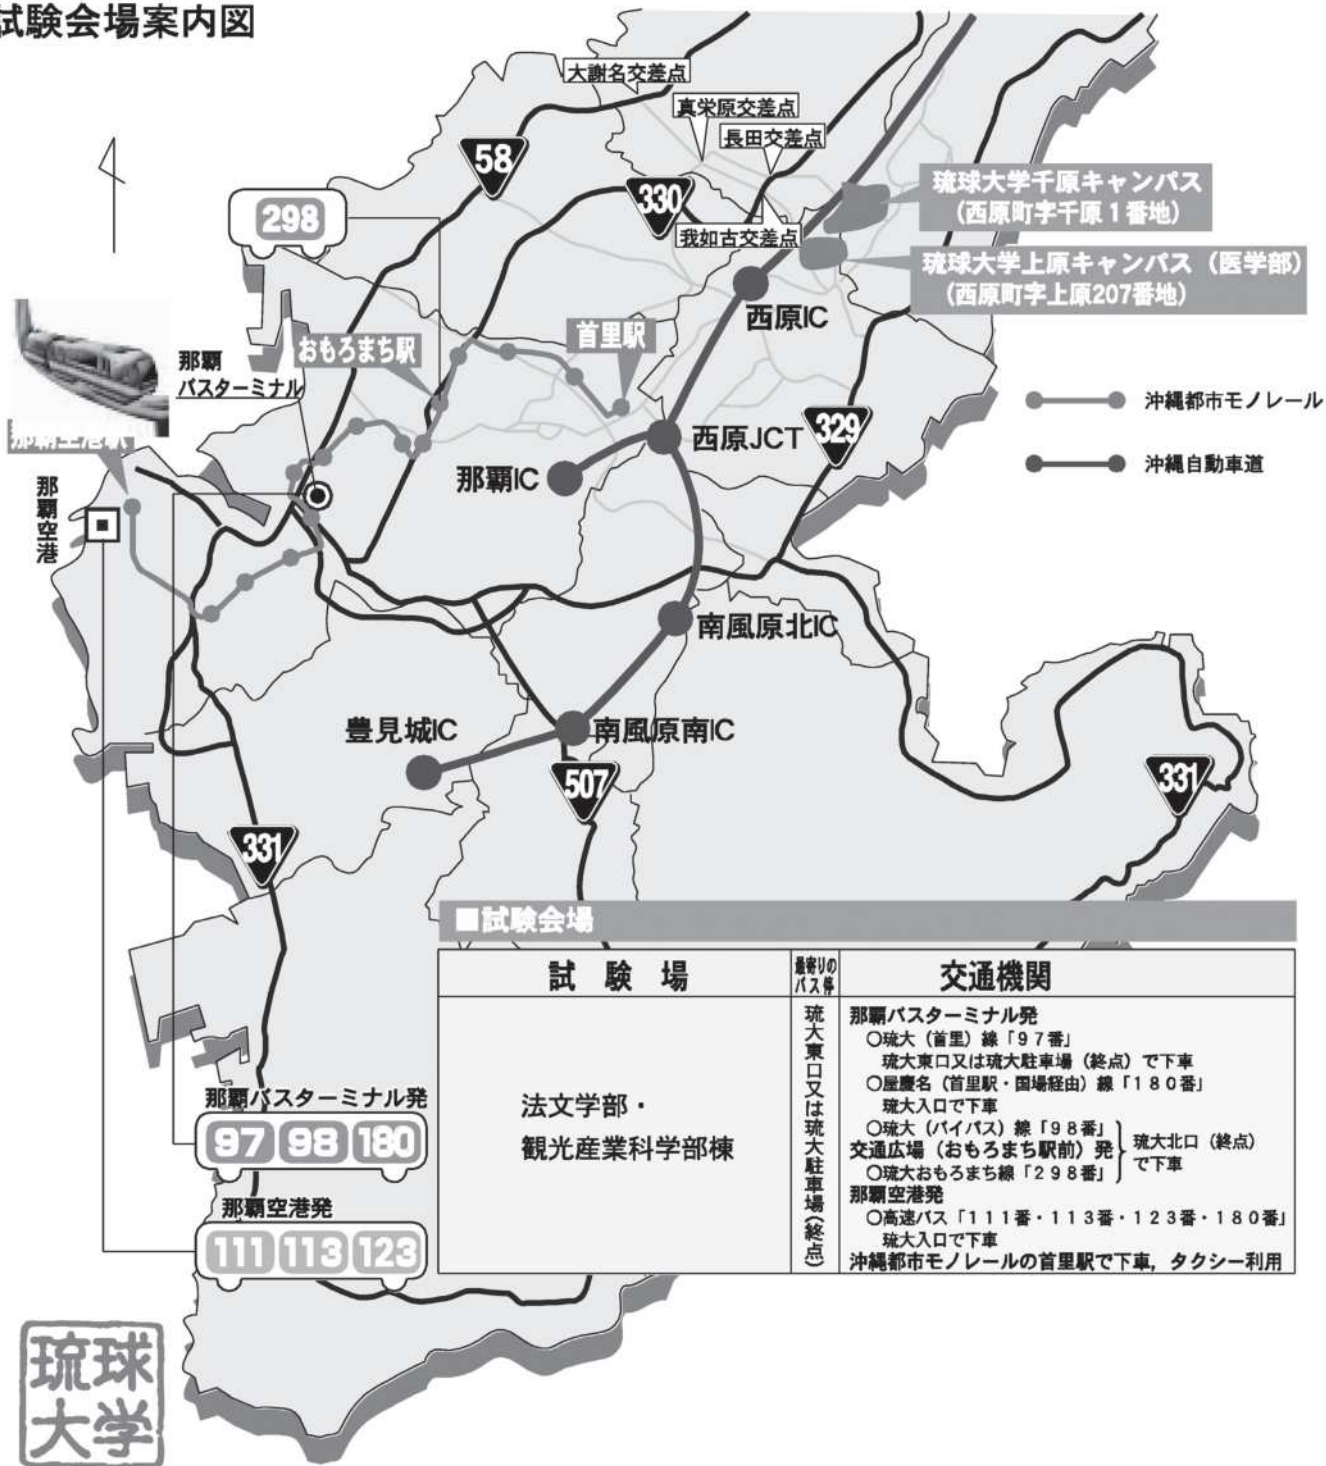 試験会場案内図
大謝名交差点
真栄原交差点
長田交差点
58
330
298
琉球大学千原キャンパス
(西原町字千原1番地)
我如古交差点
琉球大学上原キャンパス (医学部)
(西原町字上原207番地)
西原IC
首里駅
おもろまち駅
那覇
バスターミナル
沖縄都市モノレール
329
西原JCT
那覇空港駅
沖縄自動車道
那覇IC
那覇空港
南風原北IC
豊見城IC
南風原南IC
507
331
331
■試験会場
試験場
最寄りの
バス停
交通機関
法文学部・
観光産業科学部棟
琉大東口又は琉大駐車場(終点)
那覇バスターミナル発
○琉大 (首里) 線「97番」
琉大東口又は琉大駐車場 (終点) で下車
○屋慶名 (首里駅・国場経由) 線「180番」
琉大入口で下車
○琉大 (バイパス) 線「98番」
交通広場 (おもろまち駅前) 発
○琉大おもろまち線「298番」
琉大北口 (終点)
で下車
那覇空港発
○高速バス「111番・113番・123番・180番」
琉大入口で下車
沖縄都市モノレールの首里駅で下車，タクシー利用
那覇バスターミナル発
97 98 180
那覇空港発
111 113 123
琉球
大学